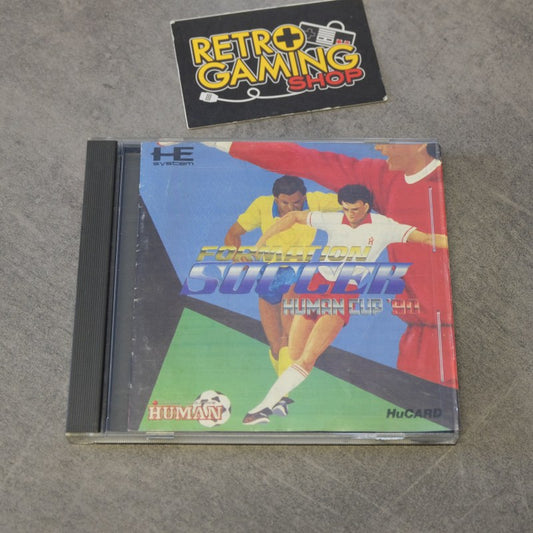 RETRO
GAMING
SHOP
HE
system
FORMATION
SOCCER
HUMAN CUP '90
HUMAN
HuCARD